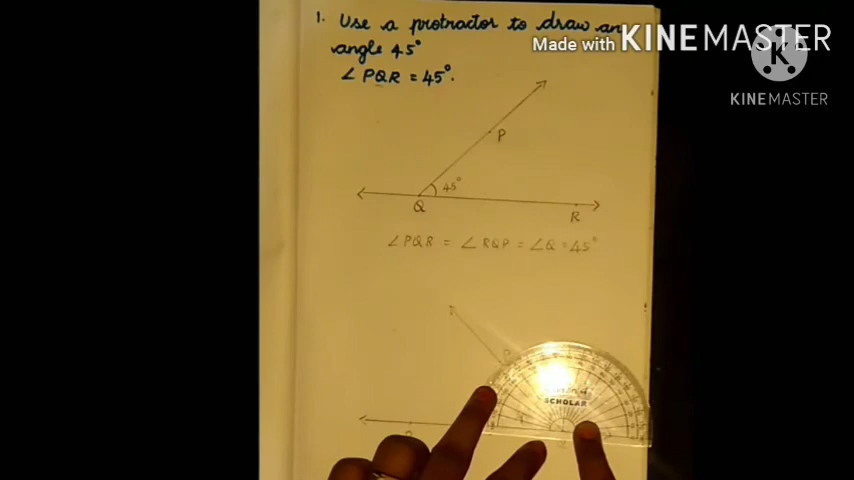 1. Use a protractor to draw an
angle 45°
∠ PQR = 45°.
Made with KINEMASTER
K
KINEMASTER
P
45°
Q
R
∠PQR = ∠RQP = ∠Q = 45°
P
SCHOLAR